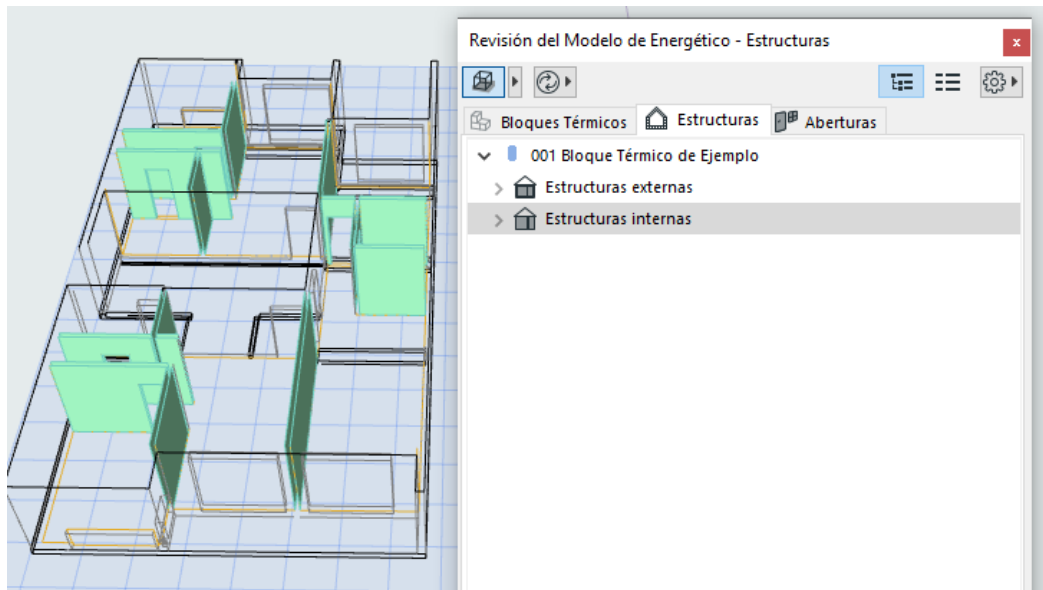 Revisión del Modelo de Energético - Estructuras
Bloques Térmicos Estructuras Aberturas
001 Bloque Térmico de Ejemplo
Estructuras externas
Estructuras internas